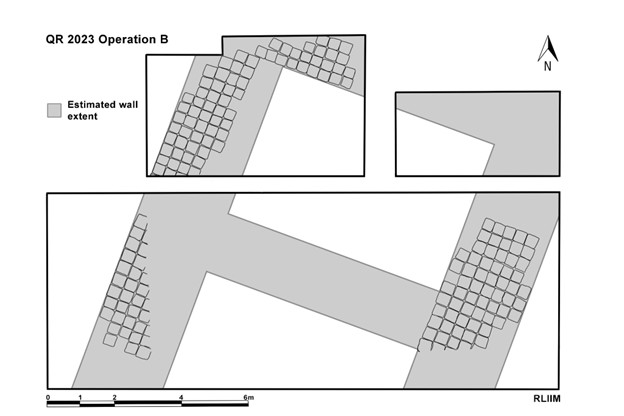 QR 2023 Operation B
N
Estimated wall
extent
0 1 2 4 6m
RLIIM